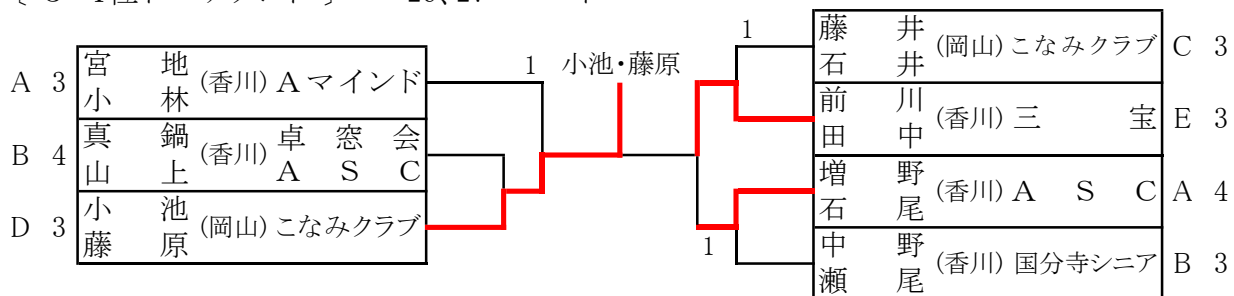 1
藤井 (岡山) こなみクラブ C 3
石井
前川 (香川) 三宝 E 3
田中
増野 (香川) ASC A 4
石尾
中野 (香川) 国分寺シニア B 3
瀬尾
1
小池・藤原
1
A 3 宮地 (香川) Aマインド
小林
B 4 真鍋 (香川) 卓窓会
山上 ASC
D 3 小池 (岡山) こなみクラブ
藤原